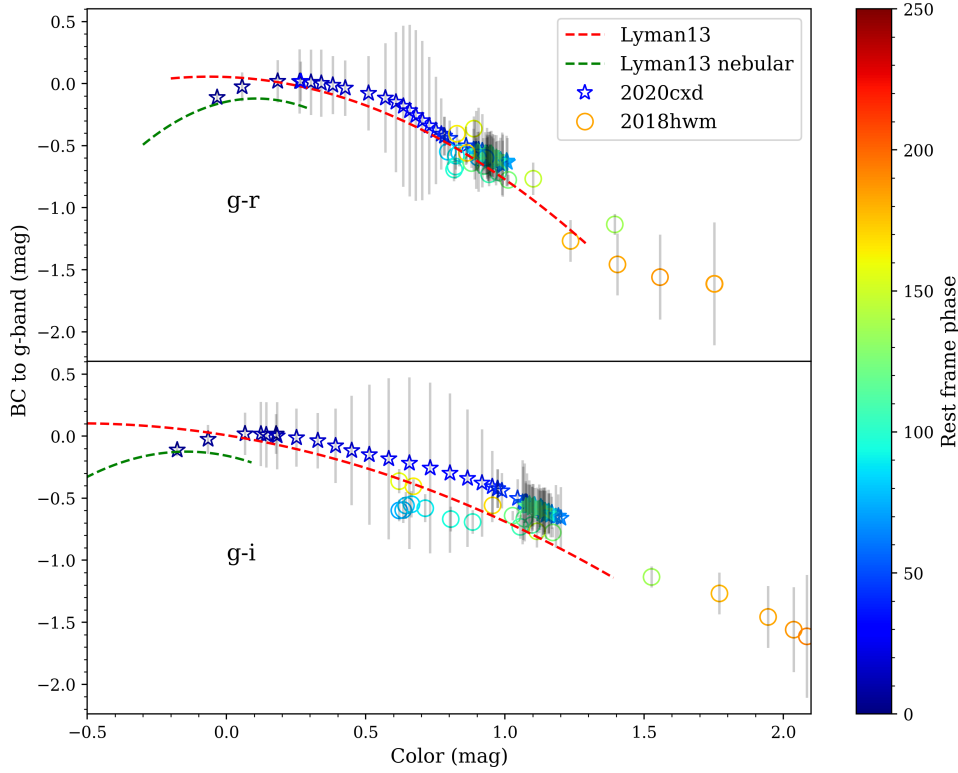 0.5
0.0
−0.5
−1.0
−1.5
−2.0
g-r
Lyman13
Lyman13 nebular
2020cxd
2018hwm
0.5
0.0
−0.5
−1.0
−1.5
−2.0
g-i
BC to g-band (mag)
−0.5 0.0 0.5 1.0 1.5 2.0
Color (mag)
250
200
150
100
50
0
Rest frame phase